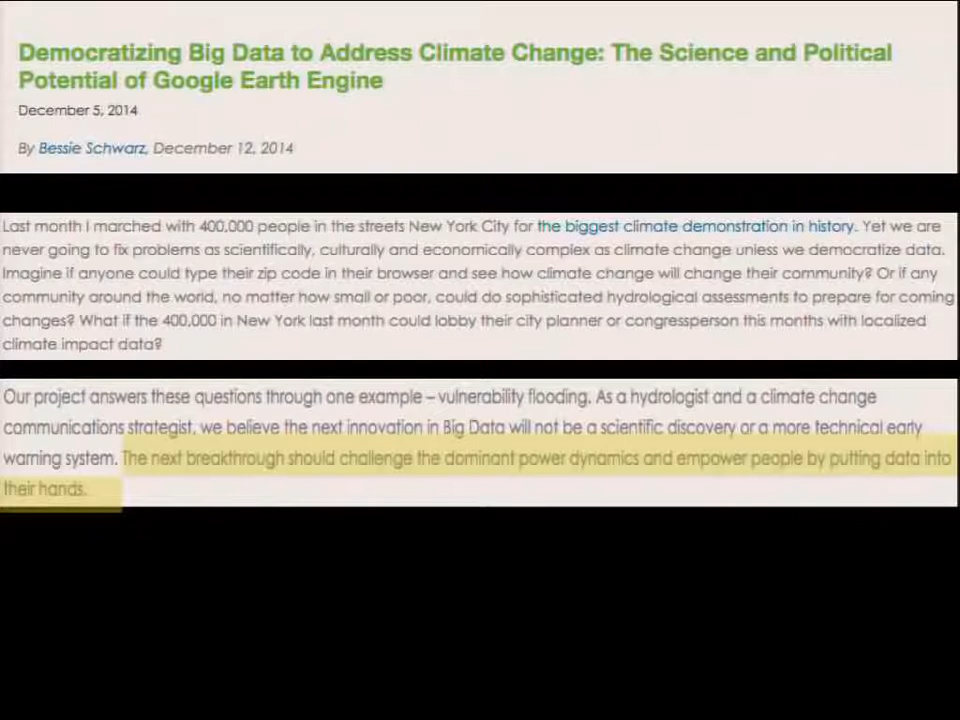 Democratizing Big Data to Address Climate Change: The Science and Political
Potential of Google Earth Engine
December 5, 2014
By Bessie Schwarz, December 12, 2014
Last month I marched with 400,000 people in the streets New York City for the biggest climate demonstration in history. Yet we are
never going to fix problems as scientifically, culturally and economically complex as climate change unless we democratize data.
Imagine if anyone could type their zip code in their browser and see how climate change will change their community? Or if any
community around the world, no matter how small or poor, could do sophisticated hydrological assessments to prepare for coming
changes? What if the 400,000 in New York last month could lobby their city planner or congressperson this months with localized
climate impact data?
Our project answers these questions through one example – vulnerability flooding. As a hydrologist and a climate change
communications strategist, we believe the next innovation in Big Data will not be a scientific discovery or a more technical early
warning system. The next breakthrough should challenge the dominant power dynamics and empower people by putting data into
their hands.